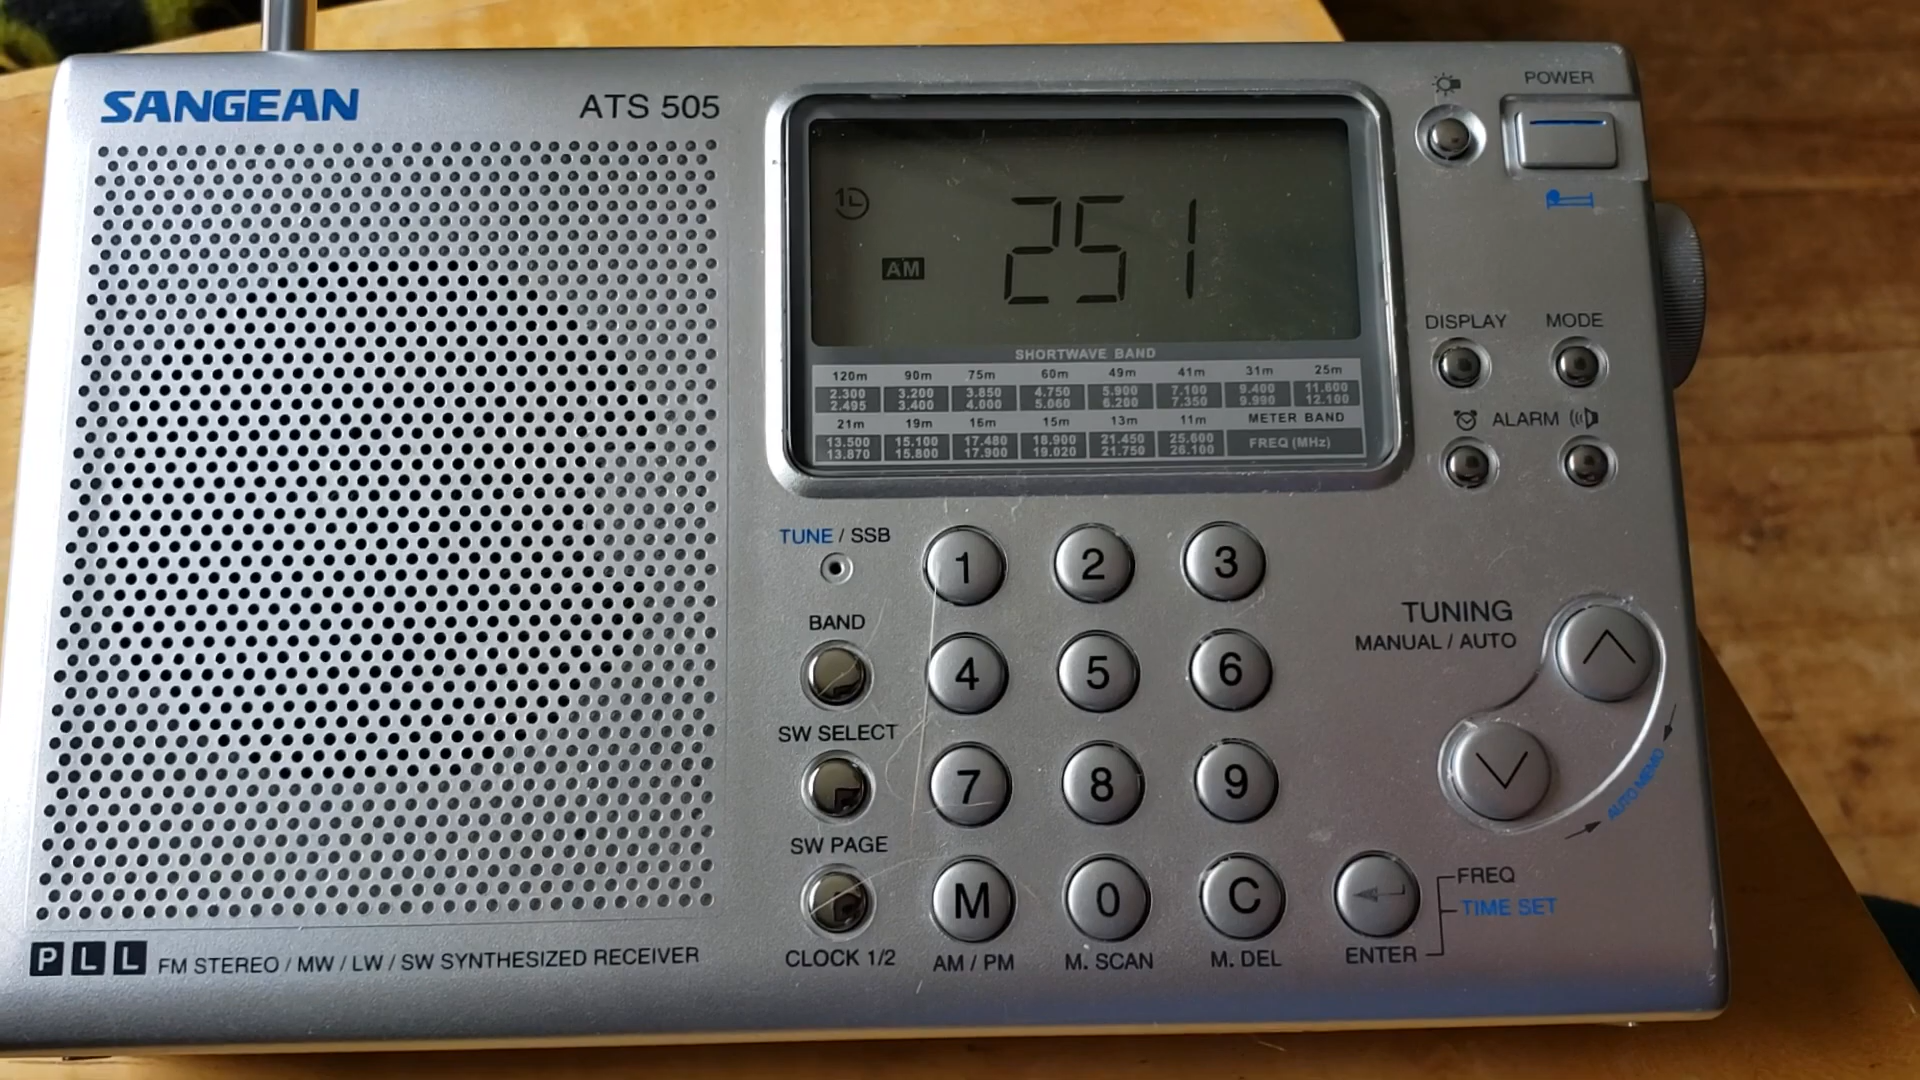 SANGEAN
ATS 505
POWER
1
AM
251
SHORTWAVE BAND
120m 90m 75m 60m 49m 41m 31m 25m
2.300 3.200 3.850 4.750 5.900 7.100 9.400 11.600
2.495 3.400 4.000 5.060 6.200 7.350 9.990 12.100
21m 19m 16m 15m 13m 11m METER BAND
13.500 15.100 17.480 18.900 21.450 25.600 FREQ (MHz)
13.870 15.800 17.900 19.020 21.750 26.100
DISPLAY MODE
ALARM
TUNE / SSB
1 2 3
BAND
4 5 6
SW SELECT
7 8 9
SW PAGE
M 0 C
CLOCK 1/2
AM / PM M. SCAN M. DEL ENTER
TUNING
MANUAL / AUTO
AUTO MEMO
FREQ
TIME SET
PLL FM STEREO / MW / LW / SW SYNTHESIZED RECEIVER